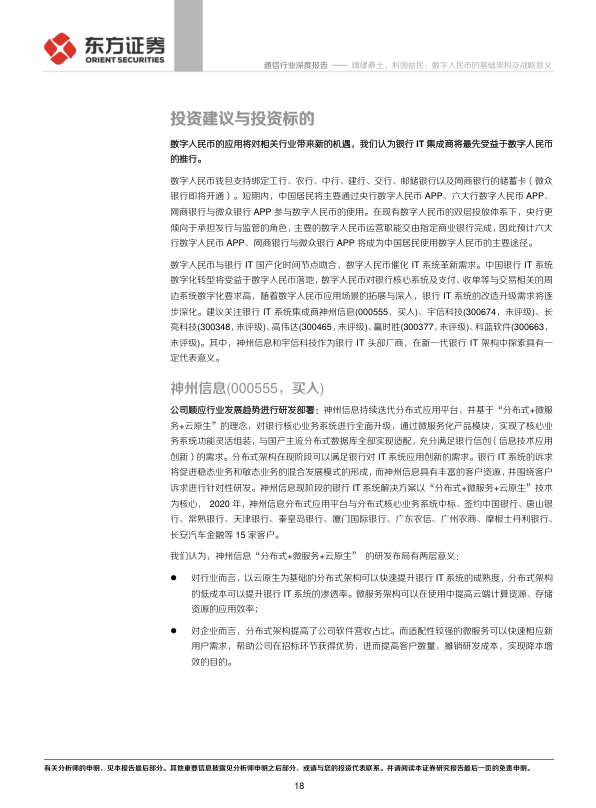 东方证券
ORIENT SECURITIES
通信行业深度报告 —— 绸缪桑土，利国益民：数字人民币的基础架构及战略意义
投资建议与投资标的
数字人民币的应用将对相关行业带来新的机遇，我们认为银行 IT 集成商将最先受益于数字人民币
的推行。
数字人民币钱包支持绑定工行、农行、中行、建行、交行、邮储银行以及网商银行的储蓄卡（微众
银行即将开通）。短期内，中国居民将主要通过央行数字人民币 APP、六大行数字人民币 APP、
网商银行与微众银行 APP 参与数字人民币的使用。在现有数字人民币的双层投放体系下，央行更
倾向于承担发行与监管的角色，主要的数字人民币运营职能交由指定商业银行完成，因此预计六大
行数字人民币 APP、网商银行与微众银行 APP 将成为中国居民使用数字人民币的主要途径。
数字人民币与银行 IT 国产化时间节点吻合，数字人民币催化 IT 系统革新需求。中国银行 IT 系统
数字化转型将受益于数字人民币落地，数字人民币对银行核心系统及支付、收单等与交易相关的周
边系统数字化要求高，随着数字人民币应用场景的拓展与深入，银行 IT 系统的改造升级需求将逐
步深化。建议关注银行 IT 系统集成商神州信息(000555，买入)、宇信科技(300674，未评级)、长
亮科技(300348，未评级)、高伟达(300465，未评级)、赢时胜(300377，未评级)、科蓝软件(300663，
未评级)。其中，神州信息和宇信科技作为银行 IT 头部厂商，在新一代银行 IT 架构中探索具有一
定代表意义。
神州信息(000555，买入)
公司顺应行业发展趋势进行研发部署：神州信息持续迭代分布式应用平台，并基于“分布式+微服
务+云原生”的理念，对银行核心业务系统进行全面升级，通过微服务化产品模块，实现了核心业
务系统功能灵活组装，与国产主流分布式数据库全部实现适配，充分满足银行信创（信息技术应用
创新）的需求。分布式架构在现阶段可以满足银行对 IT 系统应用创新的需求。银行 IT 系统的诉求
将促进稳态业务和敏态业务的混合发展模式的形成，而神州信息具有丰富的客户资源，并围绕客户
诉求进行针对性研发。神州信息现阶段的银行 IT 系统解决方案以“分布式+微服务+云原生”技术
为核心， 2020 年，神州信息分布式应用平台与分布式核心业务系统中标、签约中国银行、唐山银
行、常熟银行、天津银行、秦皇岛银行、厦门国际银行、广东农信、广州农商、摩根士丹利银行、
长安汽车金融等 15 家客户。
我们认为，神州信息“分布式+微服务+云原生” 的研发布局有两层意义：
● 对行业而言，以云原生为基础的分布式架构可以快速提升银行 IT 系统的成熟度，分布式架构
的低成本可以提升银行 IT 系统的渗透率。微服务架构可以在使用中提高云端计算资源、存储
资源的应用效率；
● 对企业而言，分布式架构提高了公司软件营收占比。而适配性较强的微服务可以快速相应新
用户需求，帮助公司在招标环节获得优势，进而提高客户数量，摊销研发成本，实现降本增
效的目的。
有关分析师的申明，见本报告最后部分。其他重要信息披露见分析师申明之后部分，或请与您的投资代表联系。并请阅读本证券研究报告最后一页的免责申明。
18